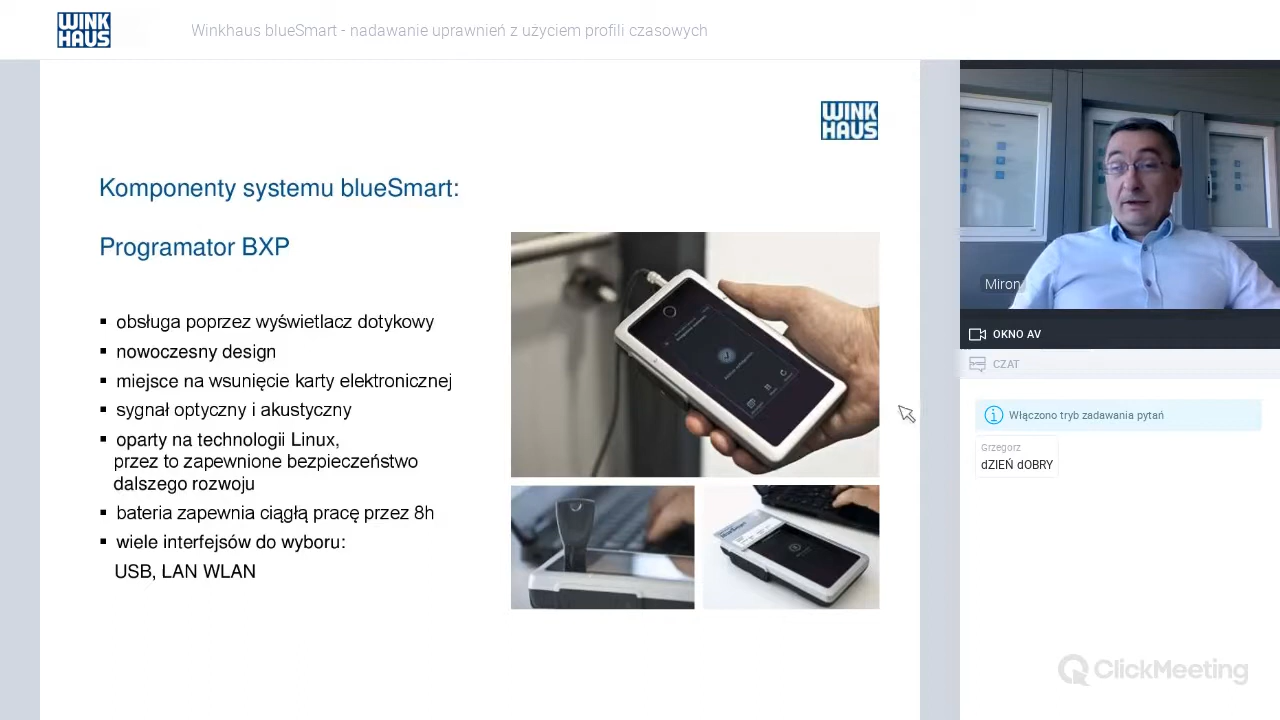 WINK
HAUS
Winkhaus blueSmart - nadawanie uprawnień z użyciem profili czasowych
WINK
HAUS
Komponenty systemu blueSmart:
Programator BXP
▪ obsługa poprzez wyświetlacz dotykowy
▪ nowoczesny design
▪ miejsce na wsunięcie karty elektronicznej
▪ sygnał optyczny i akustyczny
▪ oparty na technologii Linux,
przez to zapewnione bezpieczeństwo
dalszego rozwoju
▪ bateria zapewnia ciągłą pracę przez 8h
▪ wiele interfejsów do wyboru:
USB, LAN WLAN
Miron
OKNO AV
CZAT
Włączono tryb zadawania pytań
Grzegorz
dZIEŃ dOBRY
ClickMeeting